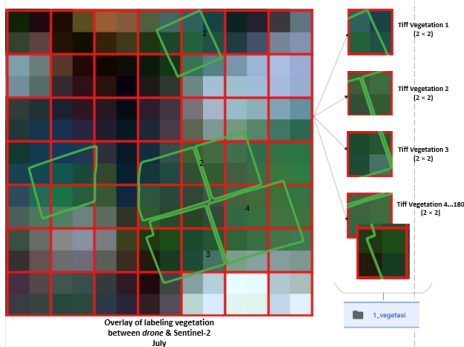 1
2
4
3
Overlay of labeling vegetation
between drone & Sentinel-2
July
Tiff Vegetation 1
(2 × 2)
Tiff Vegetation 2
(2 × 2)
Tiff Vegetation 3
(2 × 2)
Tiff Vegetation 4...180
(2 × 2)
1_vegetasi